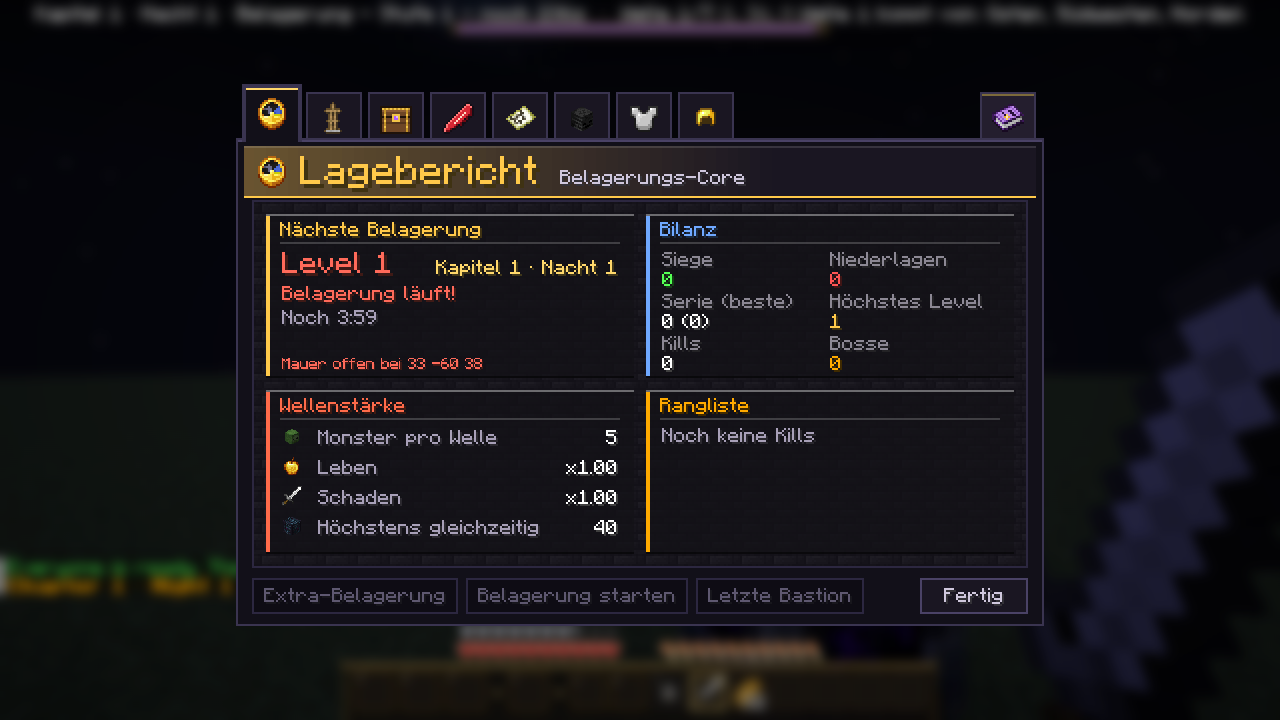 Lagebericht Belagerungs-Core
Nächste Belagerung
Level 1 Kapitel 1 · Nacht 1
Belagerung läuft!
Noch 3:59
Mauer offen bei 33 -60 38
Bilanz
Siege Niederlagen
0 0
Serie (beste) Höchstes Level
0 (0) 1
Kills Bosse
0 0
Wellenstärke
Monster pro Welle 5
Leben x1.00
Schaden x1.00
Höchstens gleichzeitig 40
Rangliste
Noch keine Kills
Extra-Belagerung Belagerung starten Letzte Bastion Fertig